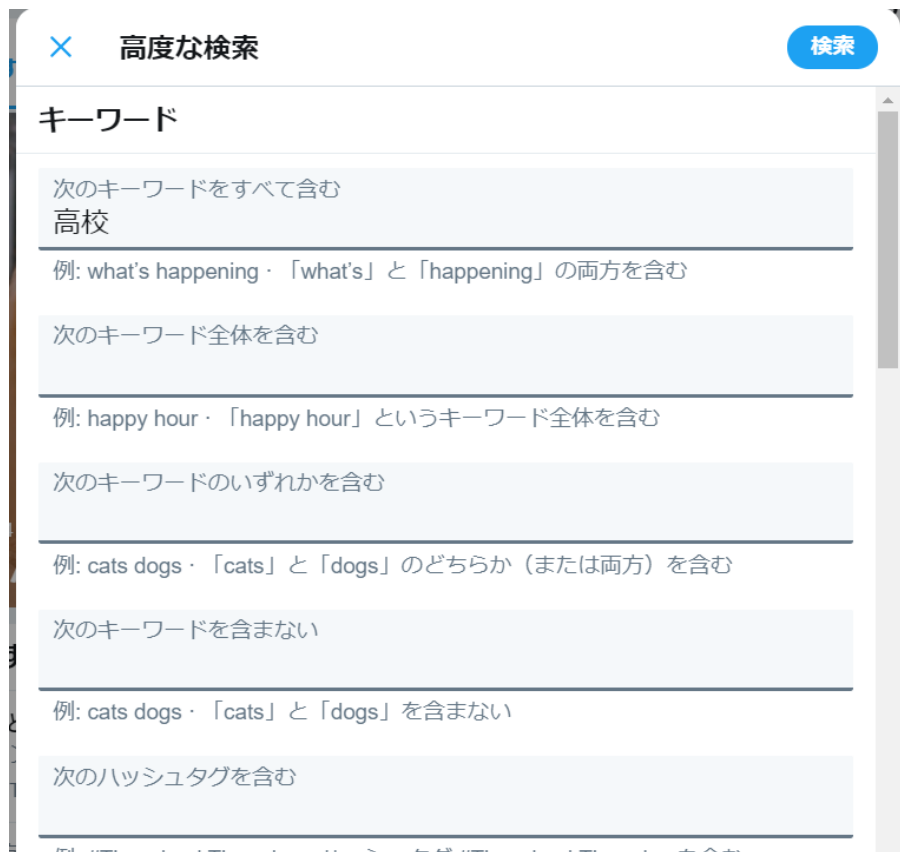 高度な検索
検索
キーワード
次のキーワードをすべて含む
高校
例: what's happening · 「what's」と「happening」の両方を含む
次のキーワード全体を含む
例: happy hour · 「happy hour」というキーワード全体を含む
次のキーワードのいずれかを含む
例: cats dogs · 「cats」と「dogs」のどちらか（または両方）を含む
次のキーワードを含まない
例: cats dogs · 「cats」と「dogs」を含まない
次のハッシュタグを含む